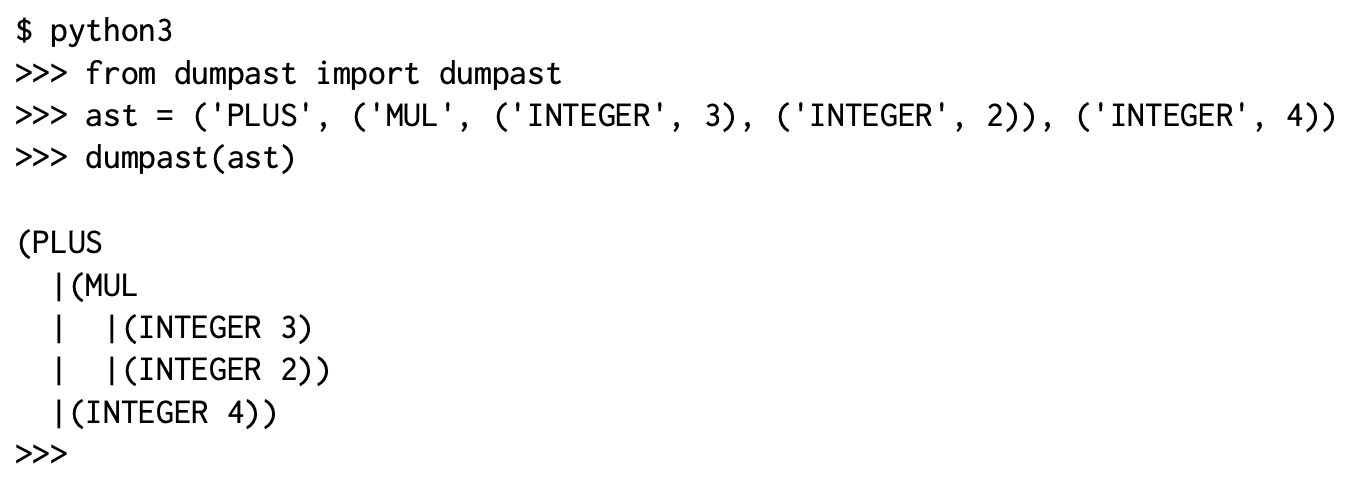 $ python3
>>> from dumpast import dumpast
>>> ast = ('PLUS', ('MUL', ('INTEGER', 3), ('INTEGER', 2)), ('INTEGER', 4))
>>> dumpast(ast)

(PLUS
  |(MUL
  |  |(INTEGER 3)
  |  |(INTEGER 2))
  |(INTEGER 4))
>>>